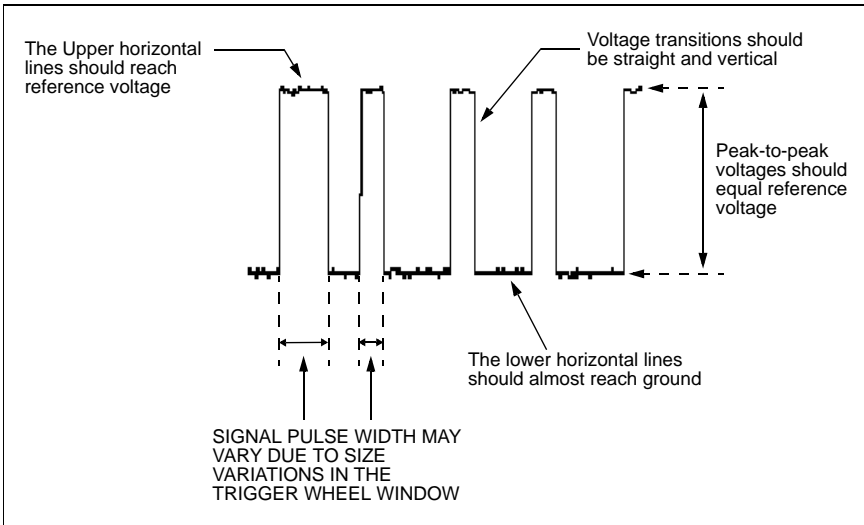 The Upper horizontal
lines should reach
reference voltage
Voltage transitions should
be straight and vertical
Peak-to-peak
voltages should
equal reference
voltage
The lower horizontal lines
should almost reach ground
SIGNAL PULSE WIDTH MAY
VARY DUE TO SIZE
VARIATIONS IN THE
TRIGGER WHEEL WINDOW